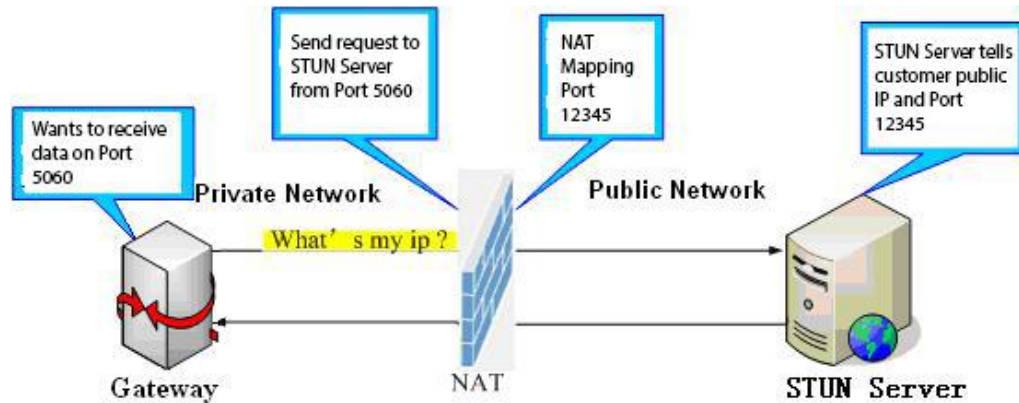 Send request to
STUN Server
from Port 5060
NAT
Mapping
Port
12345
STUN Server tells
customer public
IP and Port
12345
Wants to receive
data on Port
5060
Private Network
Public Network
What's my ip ?
Gateway
NAT
STUN Server